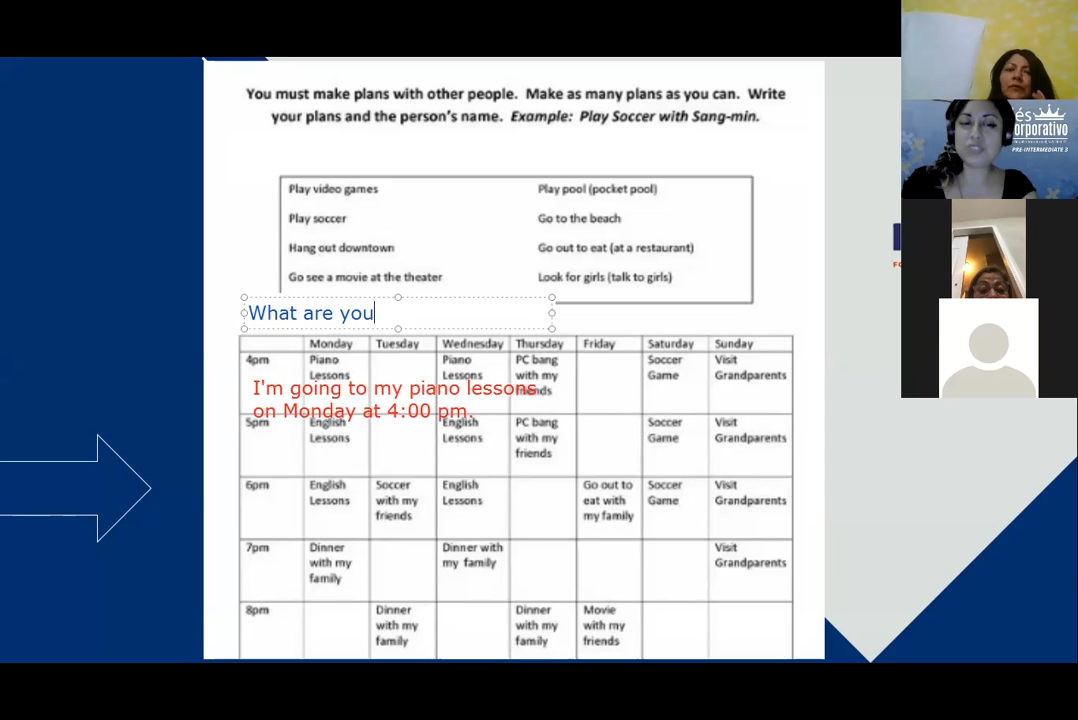 You must make plans with other people. Make as many plans as you can. Write
your plans and the person's name. Example: Play Soccer with Sang-min.
Play video games Play pool (pocket pool)
Play soccer Go to the beach
Hang out downtown Go out to eat (at a restaurant)
Go see a movie at the theater Look for girls (talk to girls)
What are you
Monday Tuesday Wednesday Thursday Friday Saturday Sunday
4pm Piano Piano PC bang Soccer Visit
Lessons Lessons with my Game Grandparents
friends
I'm going to my piano lessons
on Monday at 4:00 pm.
5pm English English PC bang Soccer Visit
Lessons Lessons with my Game Grandparents
friends
6pm English Soccer English Go out to Soccer Visit
Lessons with my Lessons eat with Game Grandparents
friends my family
7pm Dinner Dinner with Visit
with my my family Grandparents
family
8pm Dinner Dinner Movie
with my with my with my
family family friends
PRE-INTERMEDIATE 3